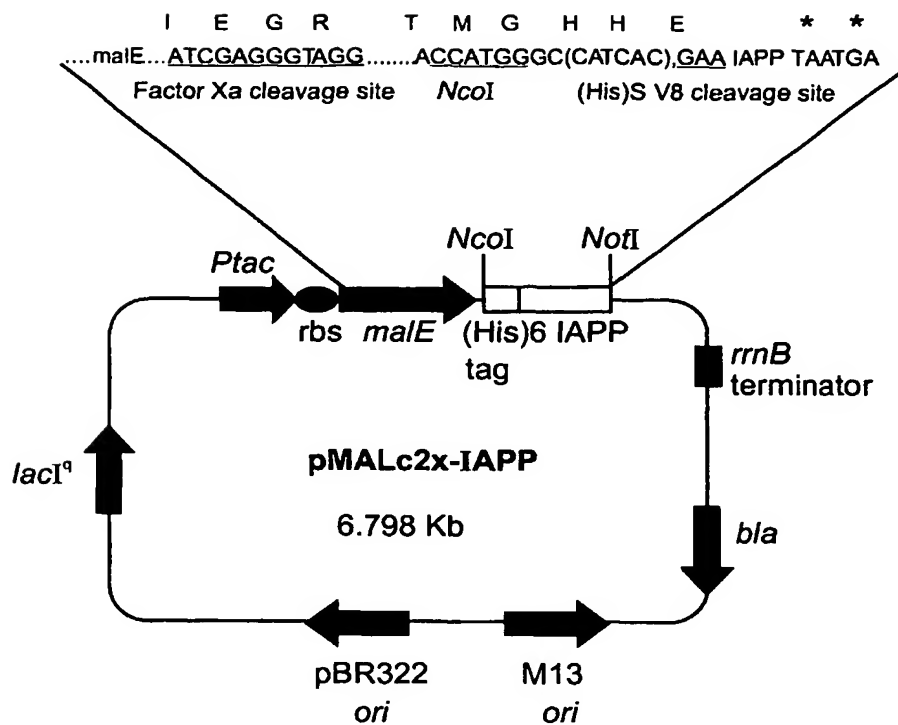 I E G R T M G H H E * *
....malE...ATCGAGGGTAGG........ACCATGGGC(CATCAC),GAA IAPP TAATGA
Factor Xa cleavage site NcoI (His)S V8 cleavage site
NcoI NotI
Ptac
rbs malE (His)6 IAPP
tag
rrnB
terminator
lacIq
pMALc2x-IAPP
6.798 Kb
bla
pBR322 M13
ori ori